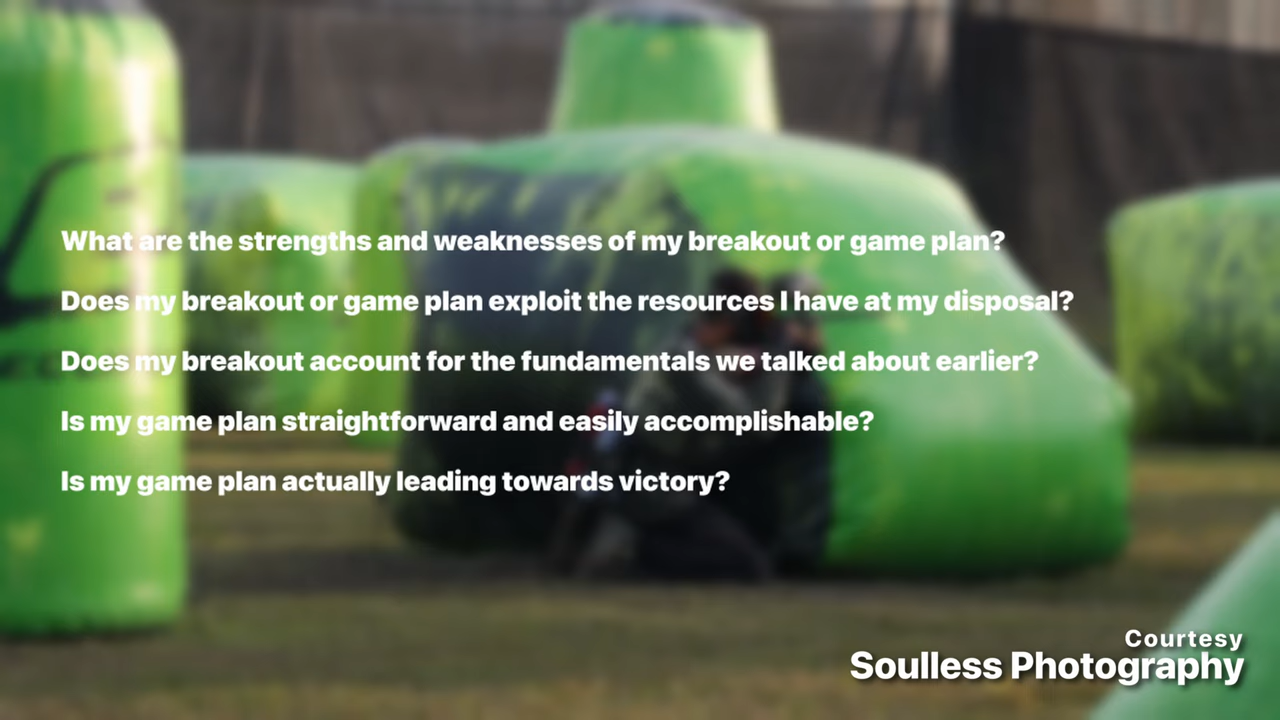 What are the strengths and weaknesses of my breakout or game plan?
Does my breakout or game plan exploit the resources I have at my disposal?
Does my breakout account for the fundamentals we talked about earlier?
Is my game plan straightforward and easily accomplishable?
Is my game plan actually leading towards victory?
Courtesy
Soulless Photography